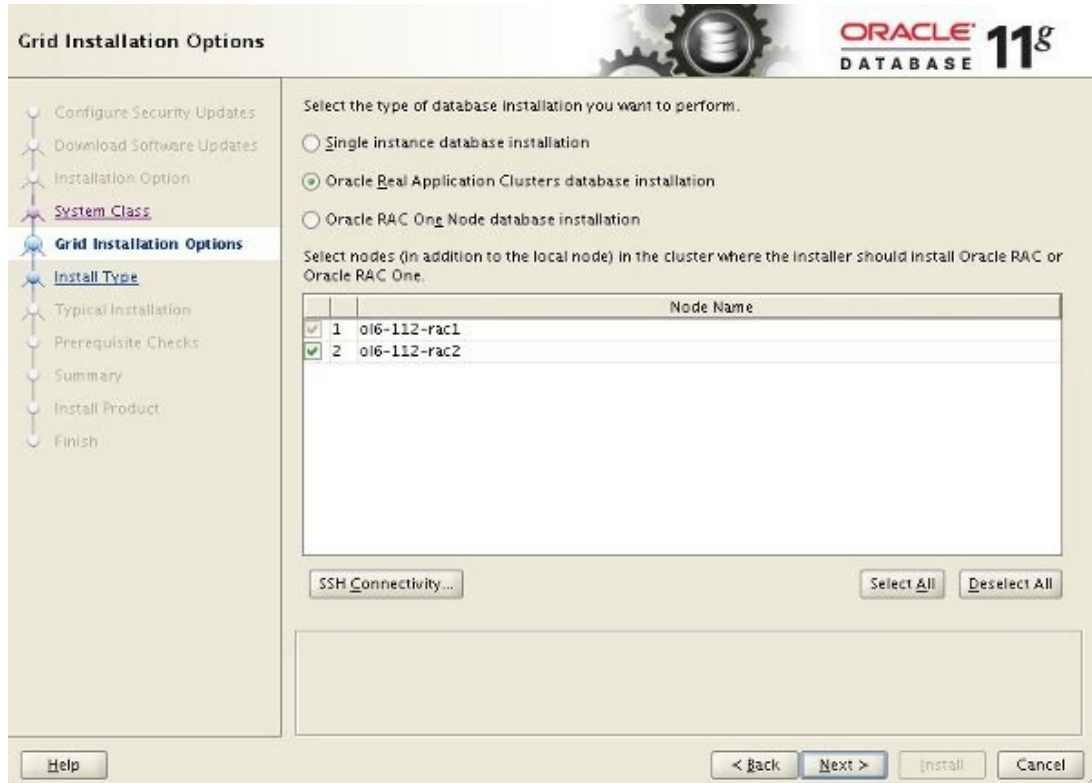 Grid Installation Options
ORACLE
DATABASE
11g
Configure Security Updates
Download Software Updates
Installation Option
System Class
Grid Installation Options
Install Type
Typical Installation
Prerequisite Checks
Summary
Install Product
Finish
Select the type of database installation you want to perform.
Single instance database installation
Oracle Real Application Clusters database installation
Oracle RAC One Node database installation
Select nodes (in addition to the local node) in the cluster where the installer should install Oracle RAC or
Oracle RAC One.
Node Name
1 ol6-112-rac1
2 ol6-112-rac2
SSH Connectivity...
Select All
Deselect All
Help
< Back
Next >
Install
Cancel